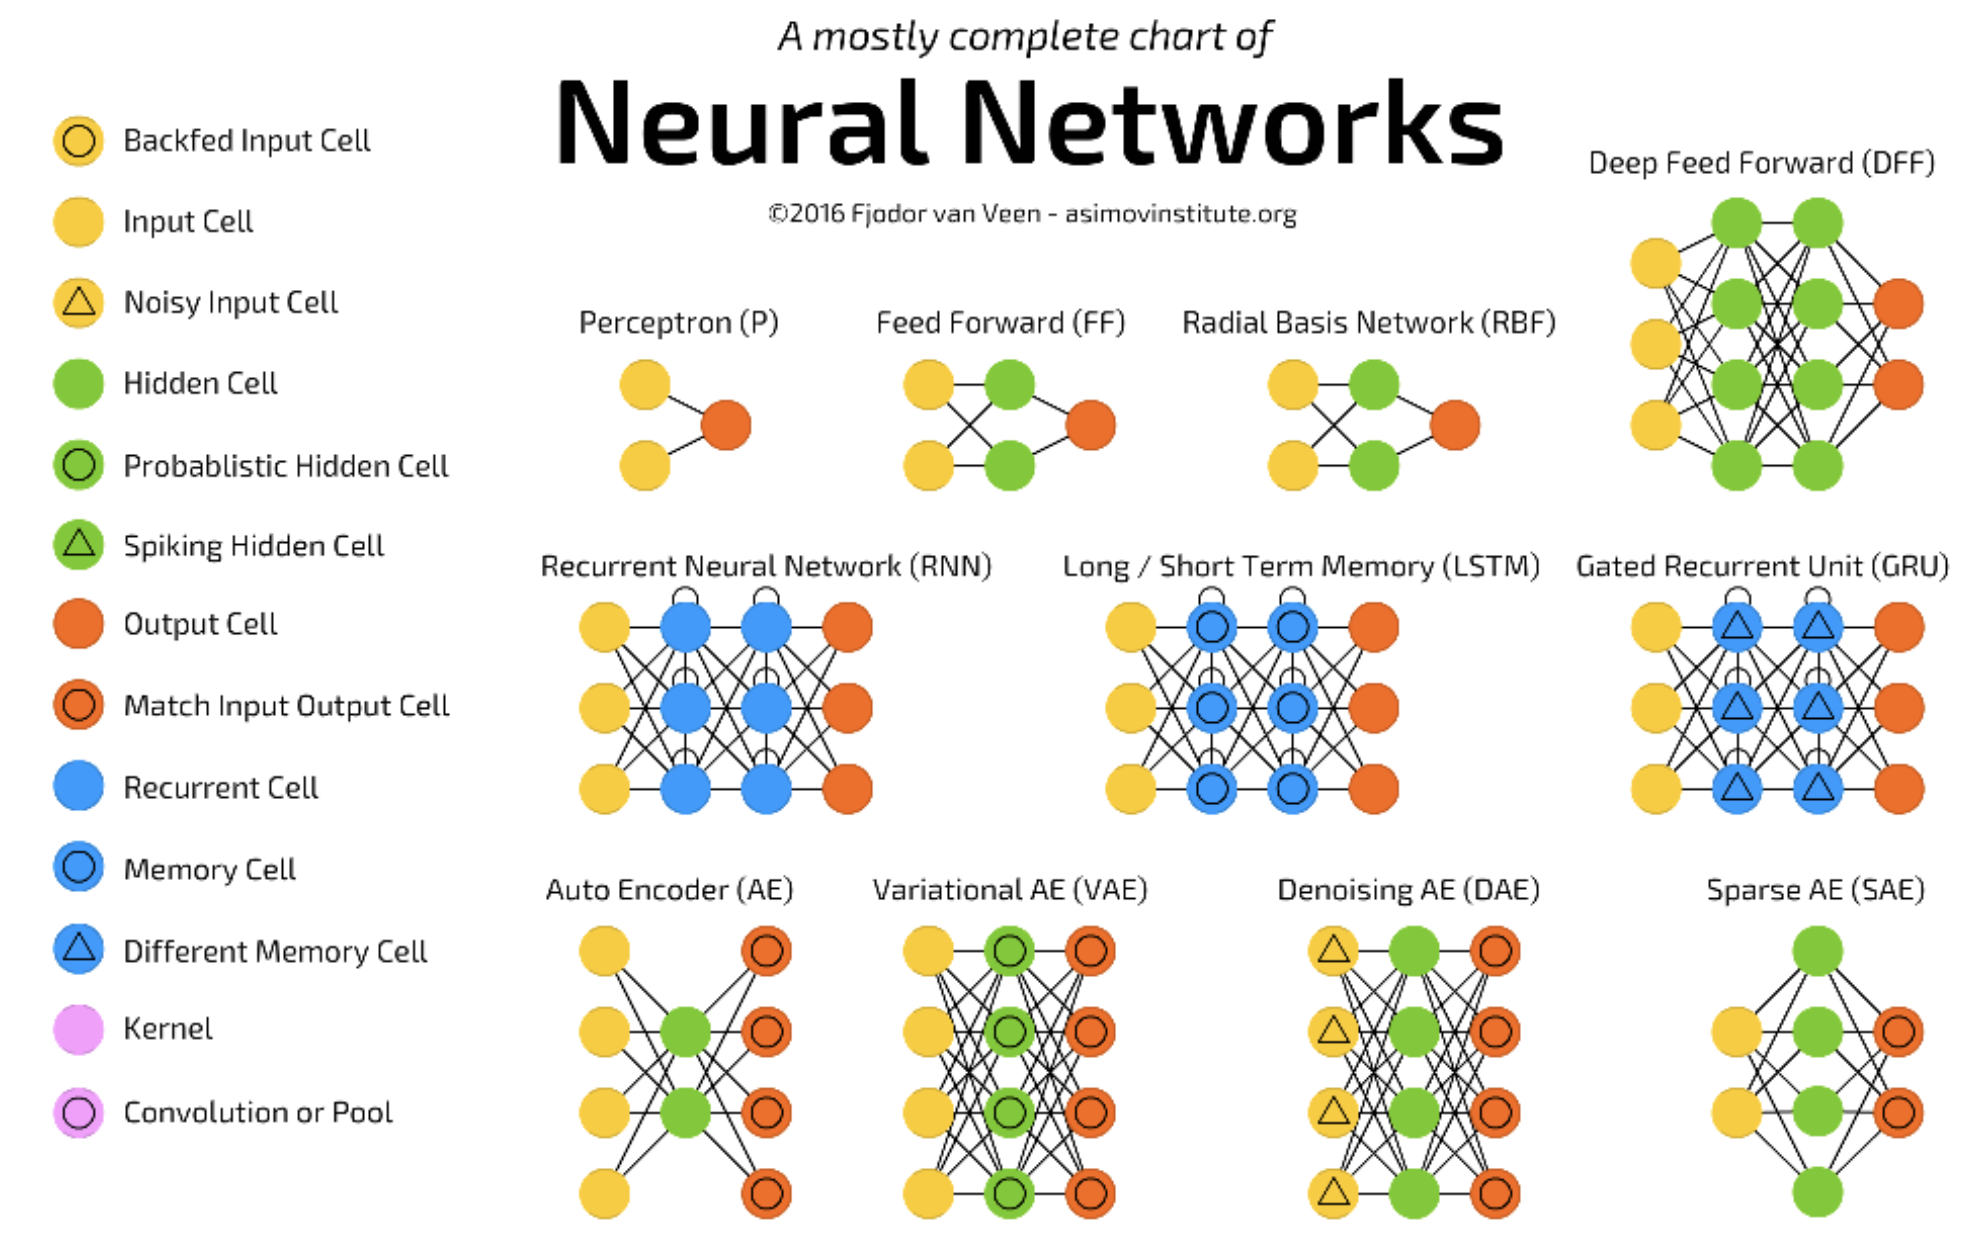 A mostly complete chart of
Neural Networks
©2016 Fjodor van Veen - asimovinstitute.org
Backfed Input Cell
Input Cell
Noisy Input Cell
Hidden Cell
Probablistic Hidden Cell
Spiking Hidden Cell
Output Cell
Match Input Output Cell
Recurrent Cell
Memory Cell
Different Memory Cell
Kernel
Convolution or Pool
Deep Feed Forward (DFF)
Perceptron (P)
Feed Forward (FF)
Radial Basis Network (RBF)
Recurrent Neural Network (RNN)
Long / Short Term Memory (LSTM)
Gated Recurrent Unit (GRU)
Auto Encoder (AE)
Variational AE (VAE)
Denoising AE (DAE)
Sparse AE (SAE)